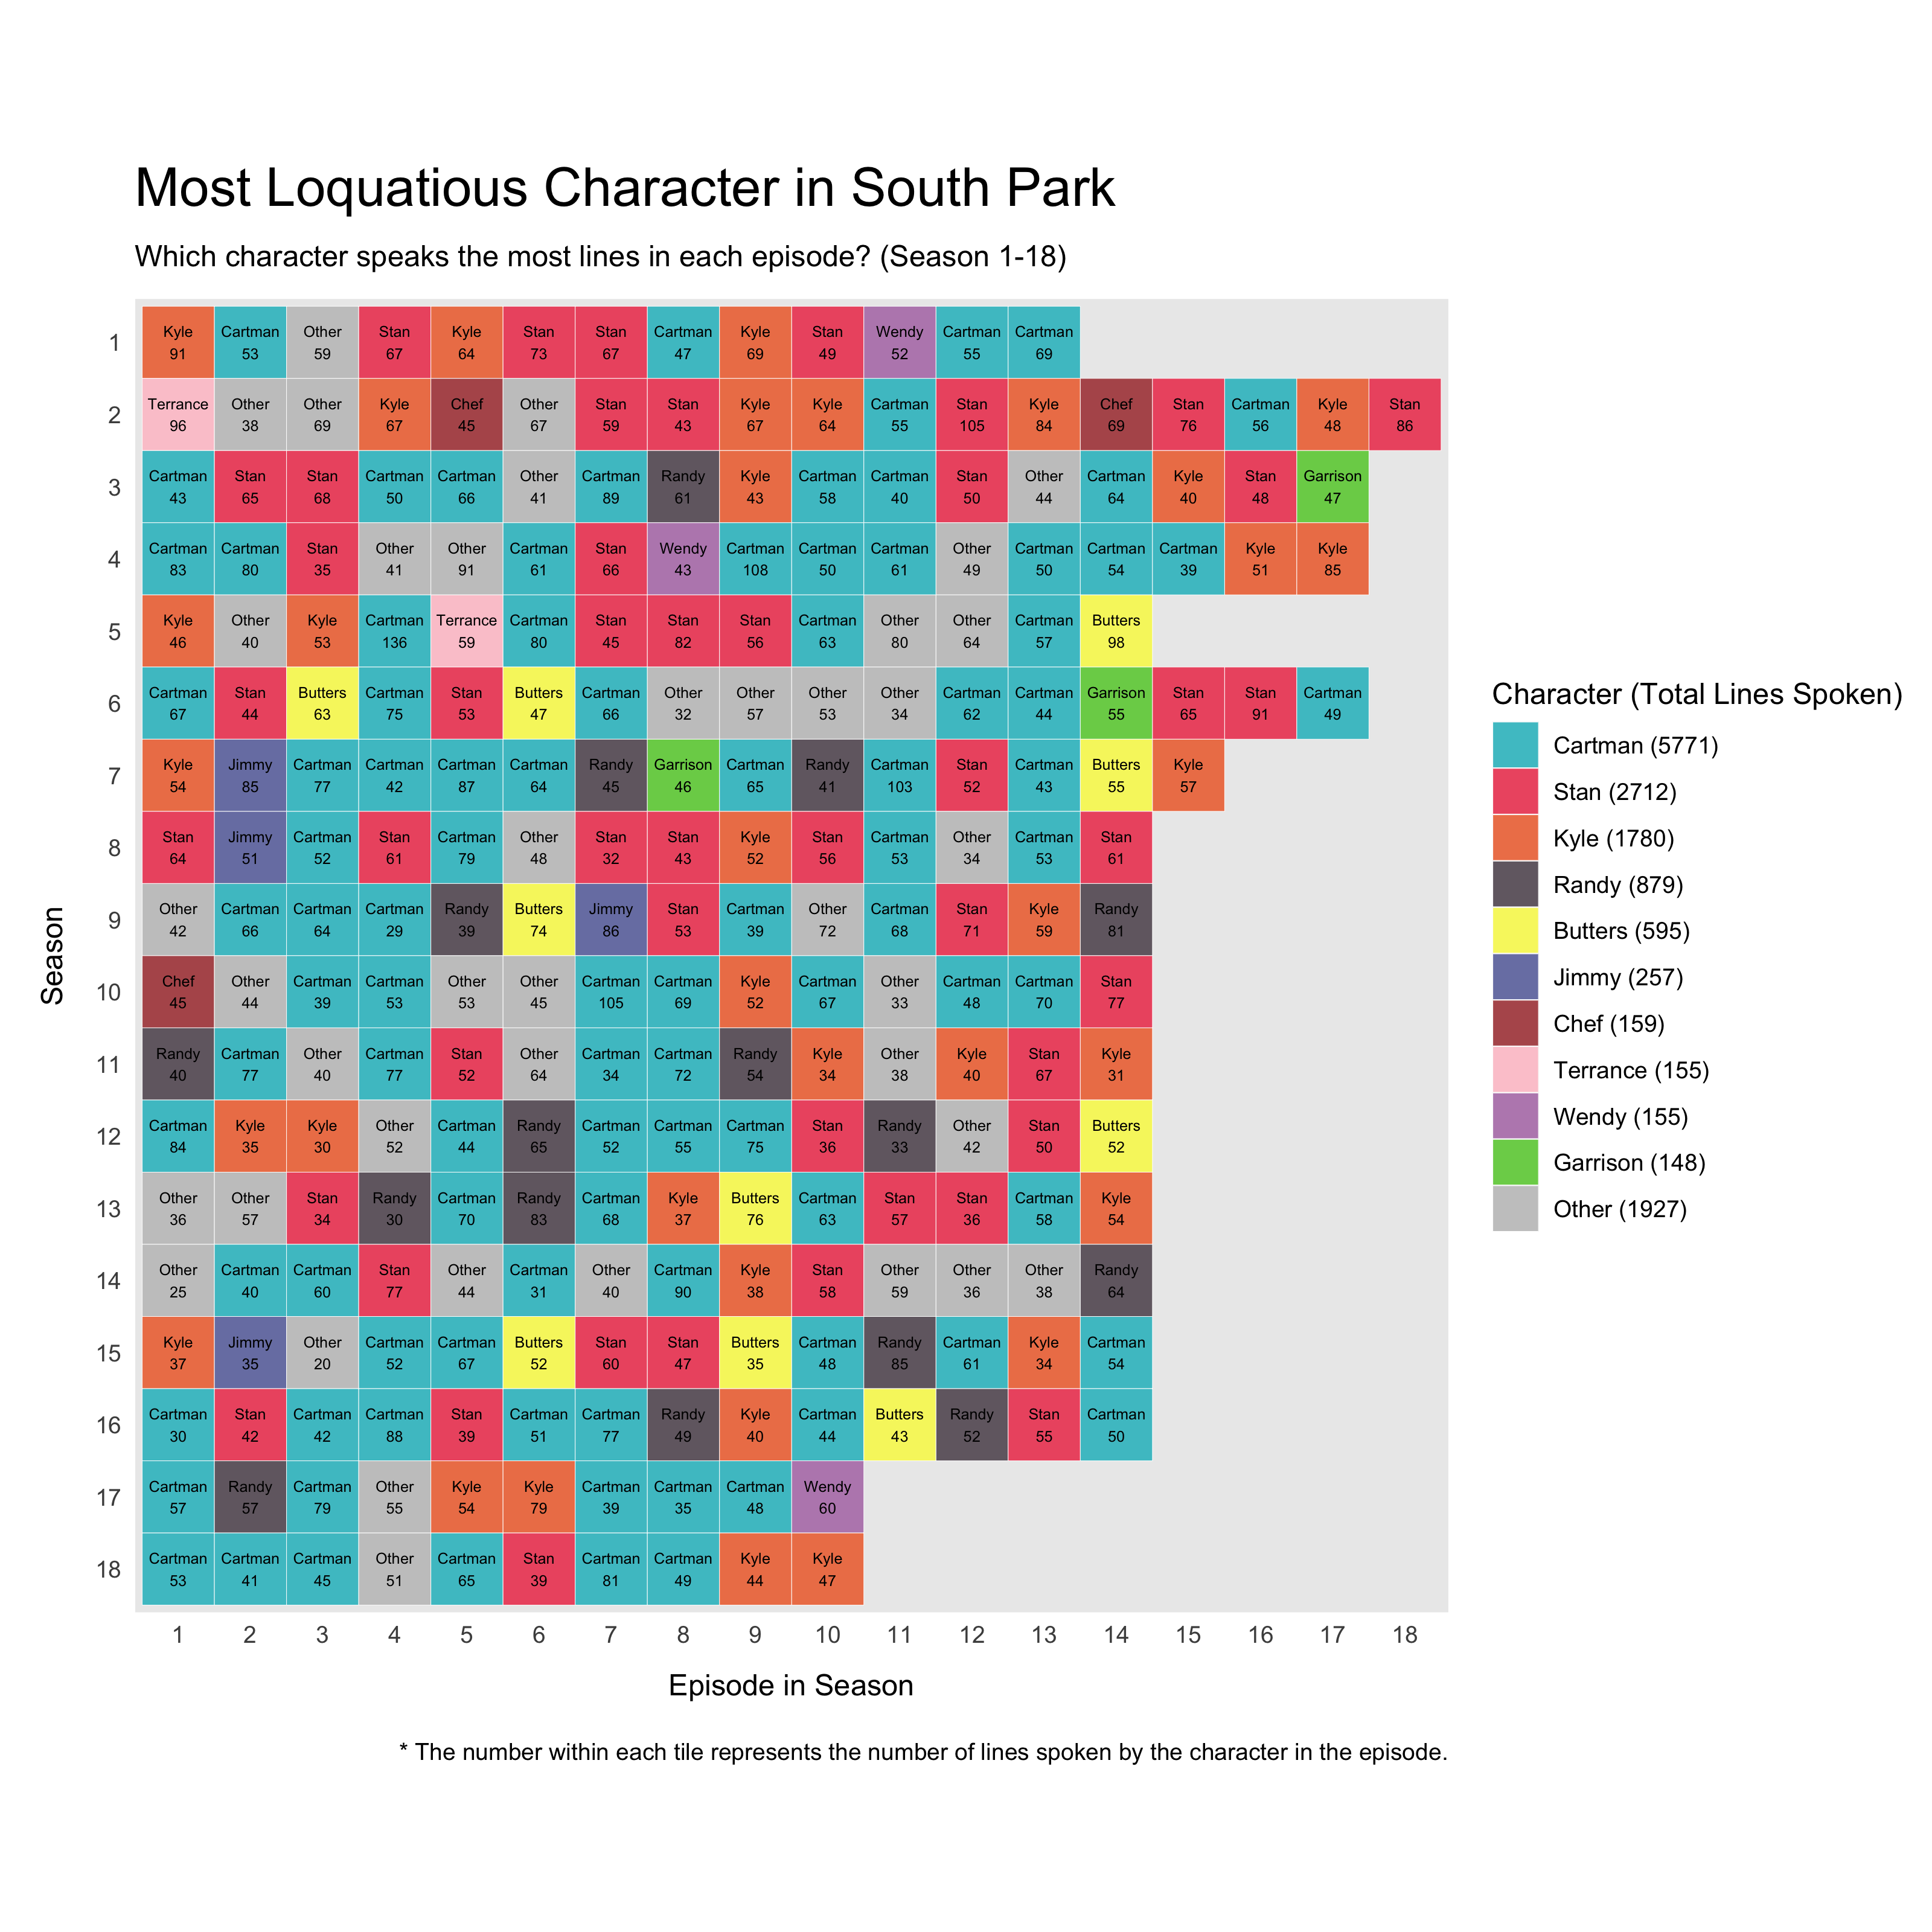 Most Loquatious Character in South Park
Which character speaks the most lines in each episode? (Season 1-18)
Season
1
Kyle Cartman Other Stan Kyle Stan Stan Cartman Kyle Stan Wendy Cartman Cartman
91 53 59 67 64 73 67 47 69 49 52 55 69
2
Terrance Other Other Kyle Chef Other Stan Stan Kyle Kyle Cartman Stan Kyle Chef Stan Cartman Kyle Stan
96 38 69 67 45 67 59 43 67 64 55 105 84 69 76 56 48 86
3
Cartman Stan Stan Cartman Cartman Other Cartman Randy Kyle Cartman Cartman Stan Other Cartman Kyle Stan Garrison
43 65 68 50 66 41 89 61 43 58 40 50 44 64 40 48 47
4
Cartman Cartman Stan Other Other Cartman Stan Wendy Cartman Cartman Cartman Other Cartman Cartman Cartman Kyle Kyle
83 80 35 41 91 61 66 43 108 50 61 49 50 54 39 51 85
5
Kyle Other Kyle Cartman Terrance Cartman Stan Stan Stan Cartman Other Other Cartman Butters
46 40 53 136 59 80 45 82 56 63 80 64 57 98
6
Cartman Stan Butters Cartman Stan Butters Cartman Other Other Other Other Cartman Cartman Garrison Stan Stan Cartman
67 44 63 75 53 47 66 32 57 53 34 62 44 55 65 91 49
7
Kyle Jimmy Cartman Cartman Cartman Cartman Randy Garrison Cartman Randy Cartman Stan Cartman Butters Kyle
54 85 77 42 87 64 45 46 65 41 103 52 43 55 57
8
Stan Jimmy Cartman Stan Cartman Other Stan Stan Kyle Stan Cartman Other Cartman Stan
64 51 52 61 79 48 32 43 52 56 53 34 53 61
9
Other Cartman Cartman Cartman Randy Butters Jimmy Stan Cartman Other Cartman Stan Kyle Randy
42 66 64 29 39 74 86 53 39 72 68 71 59 81
10
Chef Other Cartman Cartman Other Other Cartman Cartman Kyle Cartman Other Cartman Cartman Stan
45 44 39 53 53 45 105 69 52 67 33 48 70 77
11
Randy Cartman Other Cartman Stan Other Cartman Cartman Randy Kyle Other Kyle Stan Kyle
40 77 40 77 52 64 34 72 54 34 38 40 67 31
12
Cartman Kyle Kyle Other Cartman Randy Cartman Cartman Cartman Stan Randy Other Stan Butters
84 35 30 52 44 65 52 55 75 36 33 42 50 52
13
Other Other Stan Randy Cartman Randy Cartman Kyle Butters Cartman Stan Stan Cartman Kyle
36 57 34 30 70 83 68 37 76 63 57 36 58 54
14
Other Cartman Cartman Stan Other Cartman Other Cartman Kyle Stan Other Other Other Randy
25 40 60 77 44 31 40 90 38 58 59 36 38 64
15
Kyle Jimmy Other Cartman Cartman Butters Stan Stan Butters Cartman Randy Cartman Kyle Cartman
37 35 20 52 67 52 60 47 35 48 85 61 34 54
16
Cartman Stan Cartman Cartman Stan Cartman Cartman Randy Kyle Cartman Butters Randy Stan Cartman
30 42 42 88 39 51 77 49 40 44 43 52 55 50
17
Cartman Randy Cartman Other Kyle Kyle Cartman Cartman Cartman Wendy
57 57 79 55 54 79 39 35 48 60
18
Cartman Cartman Cartman Other Cartman Stan Cartman Cartman Kyle Kyle
53 41 45 51 65 39 81 49 44 47
1 2 3 4 5 6 7 8 9 10 11 12 13 14 15 16 17 18
Episode in Season
* The number within each tile represents the number of lines spoken by the character in the episode.
Character (Total Lines Spoken)
Cartman (5771)
Stan (2712)
Kyle (1780)
Randy (879)
Butters (595)
Jimmy (257)
Chef (159)
Terrance (155)
Wendy (155)
Garrison (148)
Other (1927)